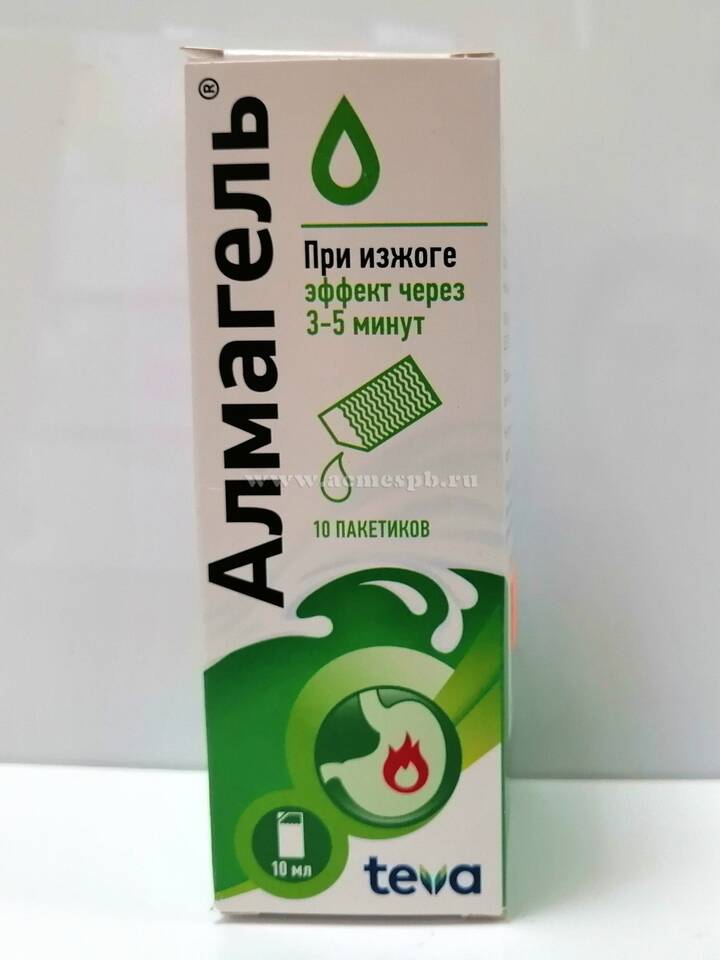 Алмагель®
При изжоге
эффект через
3-5 минут
www.acmespb.ru
10 ПАКЕТИКОВ
10 мл
teva